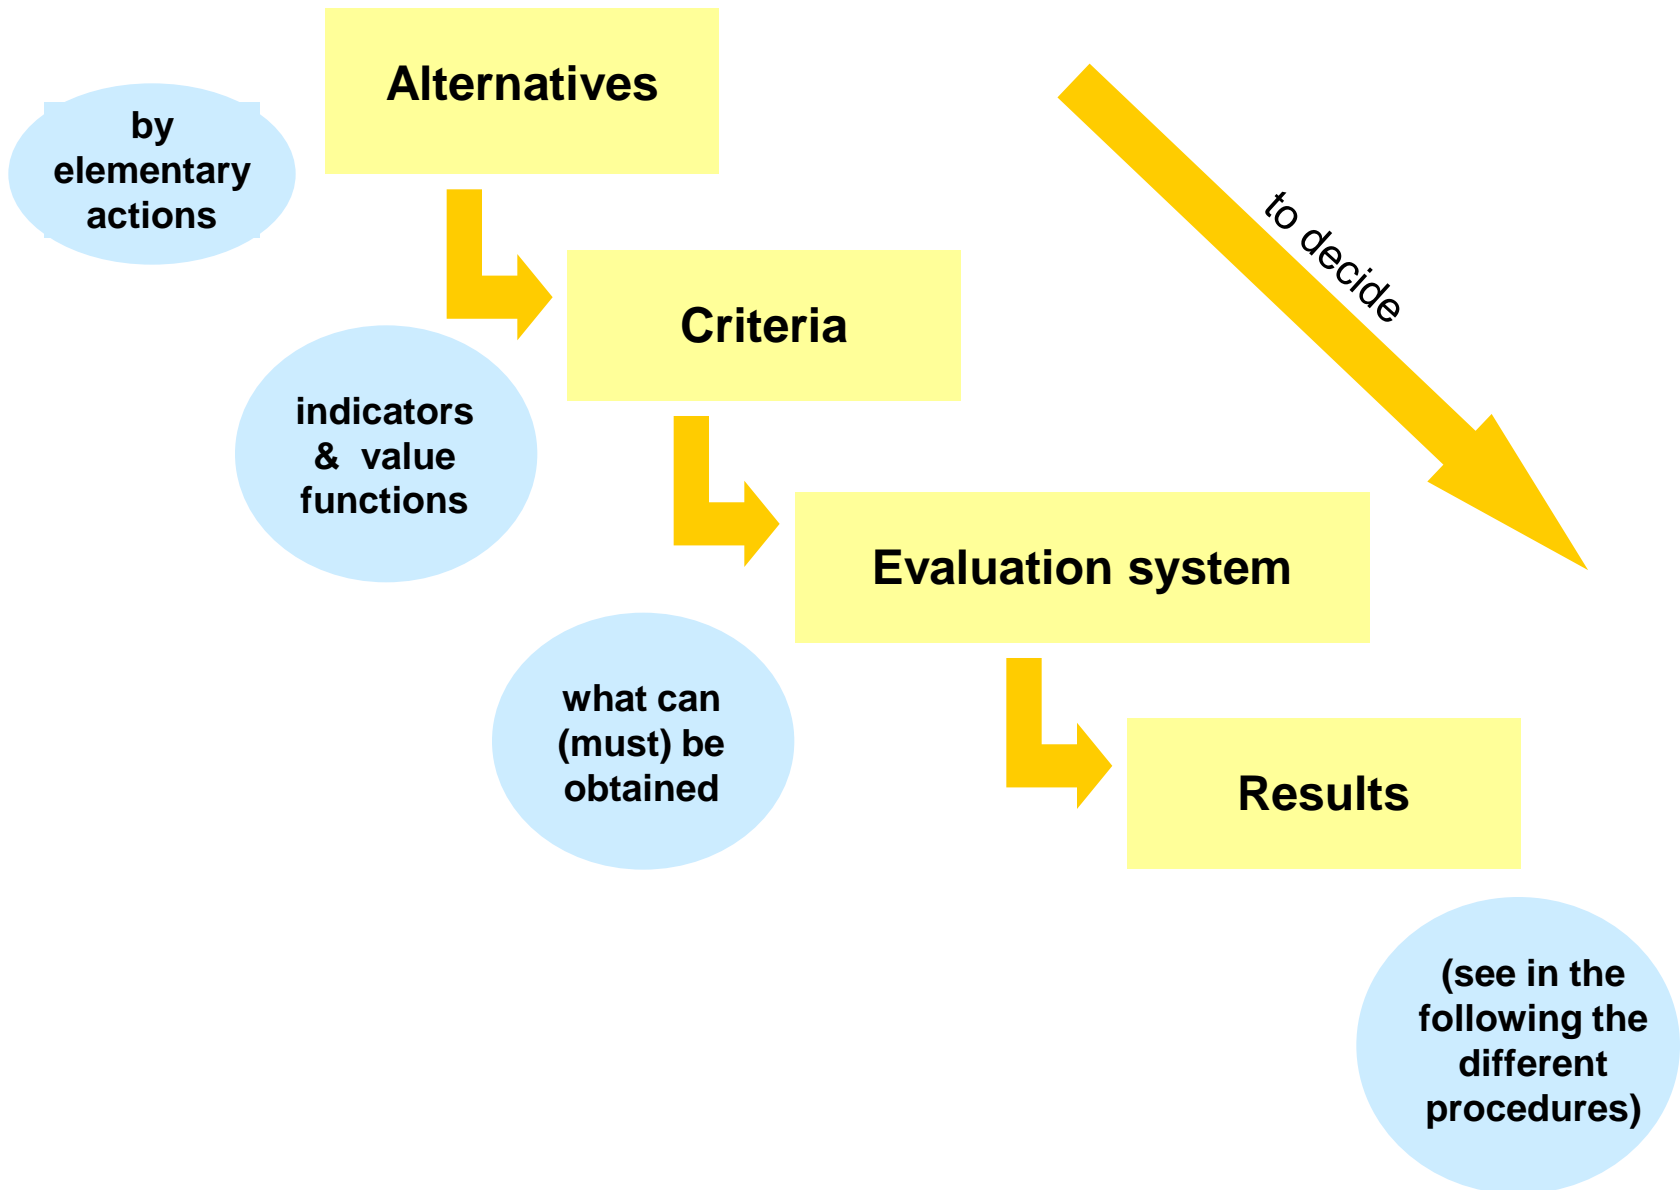 Alternatives
by
elementary
actions
to decide
Criteria
indicators
& value
functions
Evaluation system
what can
(must) be
obtained
Results
(see in the
following the
different
procedures)